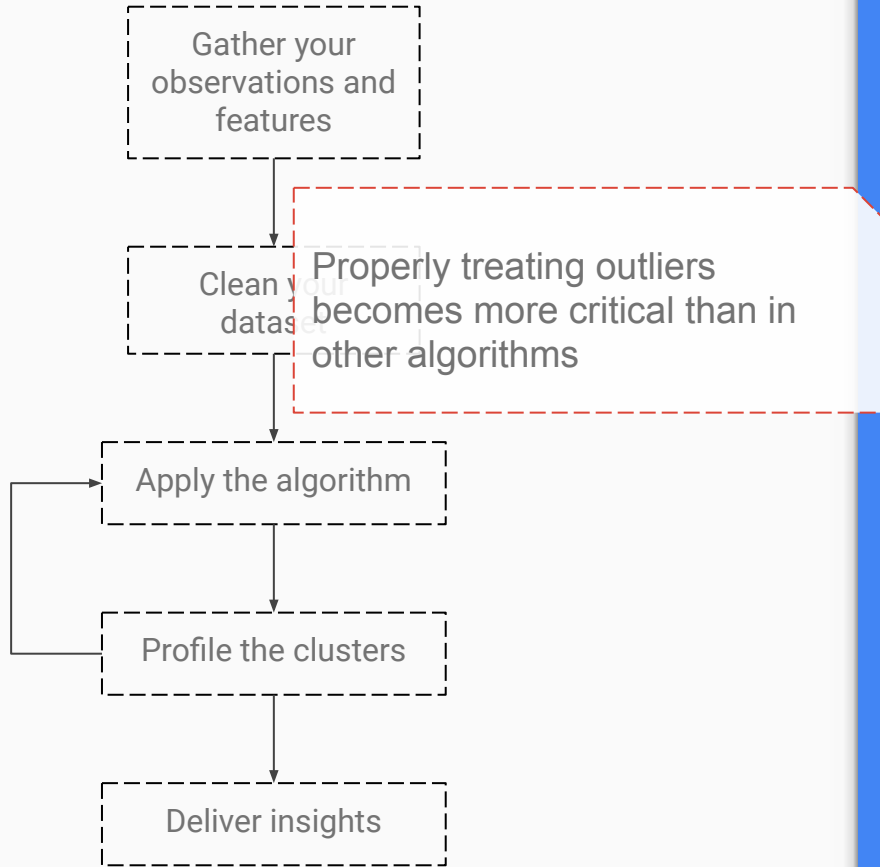 Gather your
observations and
features
Clean your
dataset
Properly treating outliers
becomes more critical than in
other algorithms
Apply the algorithm
Profile the clusters
Deliver insights